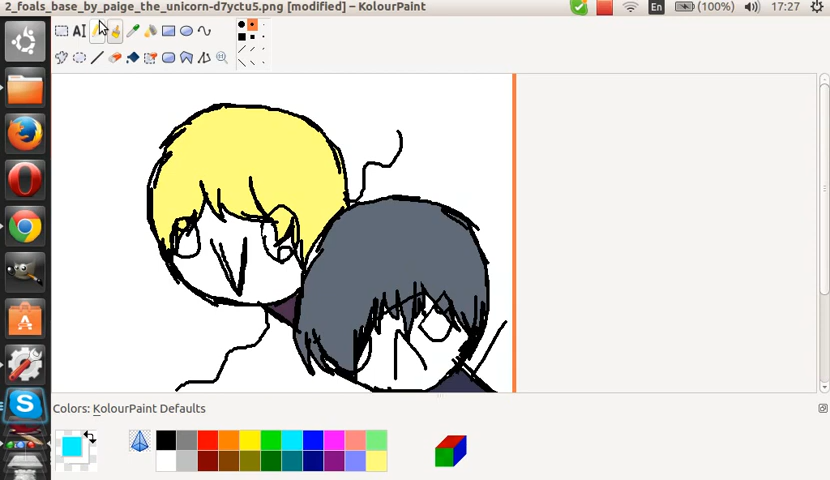 2_foals_base_by_paige_the_unicorn-d7yctu5.png [modified] – KolourPaint
En
(100%)
17:27
A
S
Colors: KolourPaint Defaults